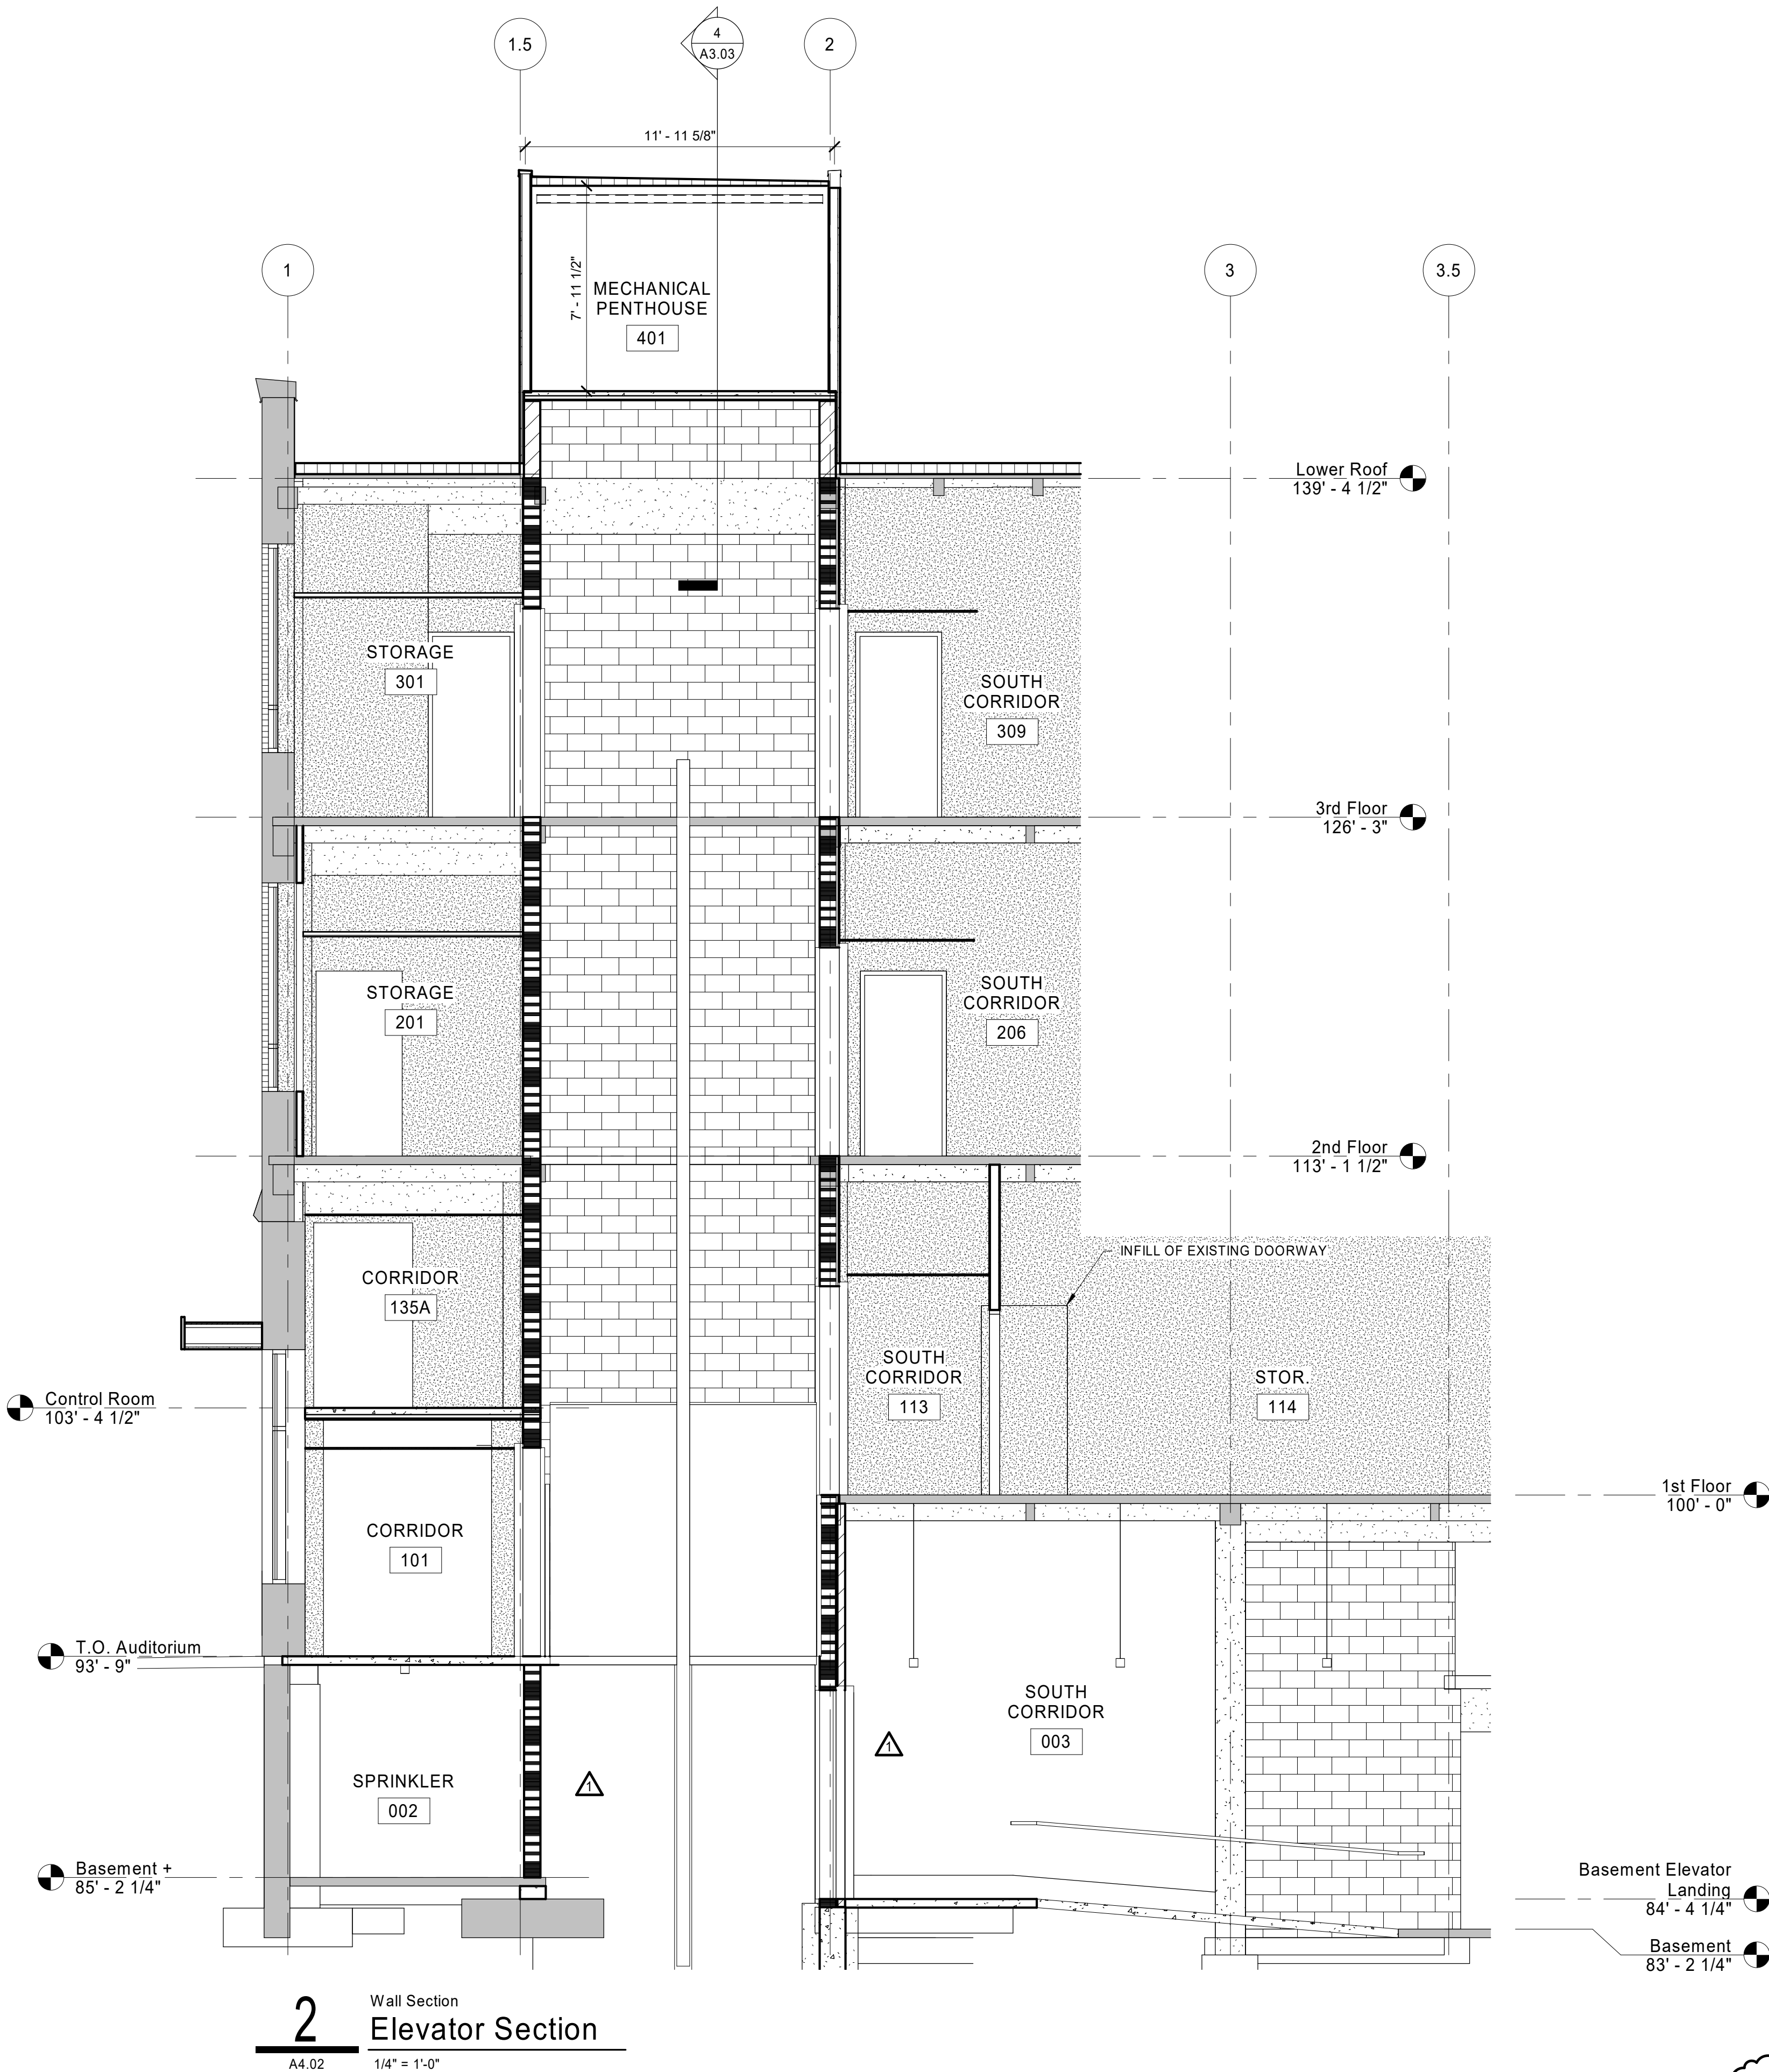 1.5
4
A3.03
2
11' - 11 5/8"
1
3
3.5
7' - 11 1/2"
MECHANICAL
PENTHOUSE
401
Lower Roof
139' - 4 1/2"
STORAGE
301
SOUTH
CORRIDOR
309
3rd Floor
126' - 3"
STORAGE
201
SOUTH
CORRIDOR
206
2nd Floor
113' - 1 1/2"
INFILL OF EXISTING DOORWAY
CORRIDOR
135A
SOUTH
CORRIDOR
113
STOR.
114
Control Room
103' - 4 1/2"
1st Floor
100' - 0"
CORRIDOR
101
T.O. Auditorium
93' - 9"
SOUTH
CORRIDOR
003
1
SPRINKLER
002
1
Basement +
85' - 2 1/4"
Basement Elevator
Landing
84' - 4 1/4"
Basement
83' - 2 1/4"
2
Wall Section
Elevator Section
A4.02
1/4" = 1'-0"